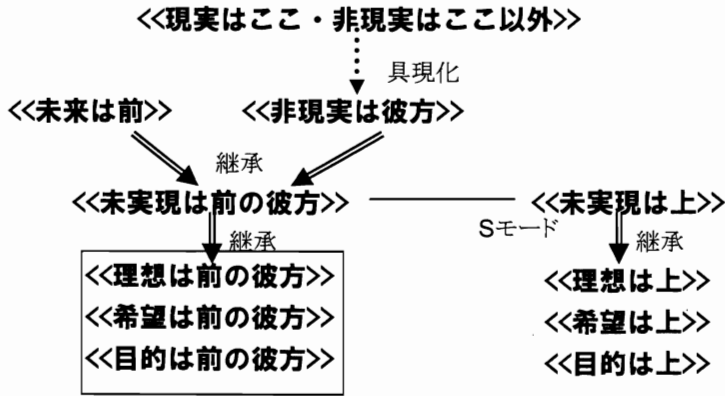 <<現実はここ・非現実はここ以外>>
具現化
<<未来は前>> <<非現実は彼方>>
継承
<<未実現は前の彼方>> <<未実現は上>>
Sモード
継承 継承
<<理想は前の彼方>> <<理想は上>>
<<希望は前の彼方>> <<希望は上>>
<<目的は前の彼方>> <<目的は上>>